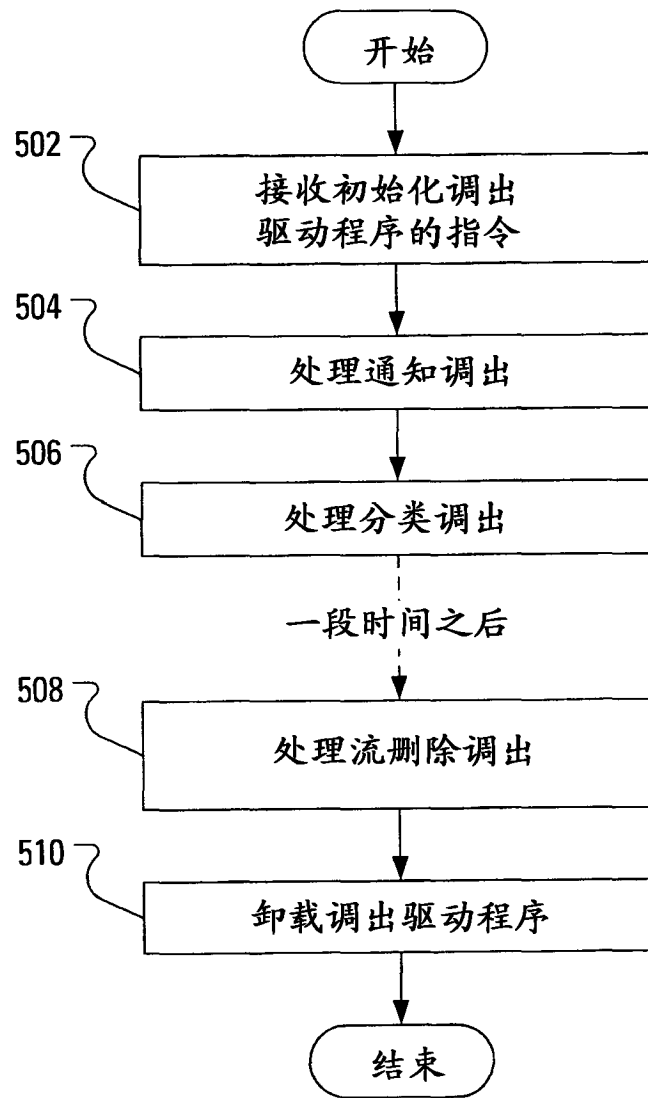 开始
502
接收初始化调出
驱动程序的指令
504
处理通知调出
506
处理分类调出
一段时间之后
508
处理流删除调出
510
卸载调出驱动程序
结束